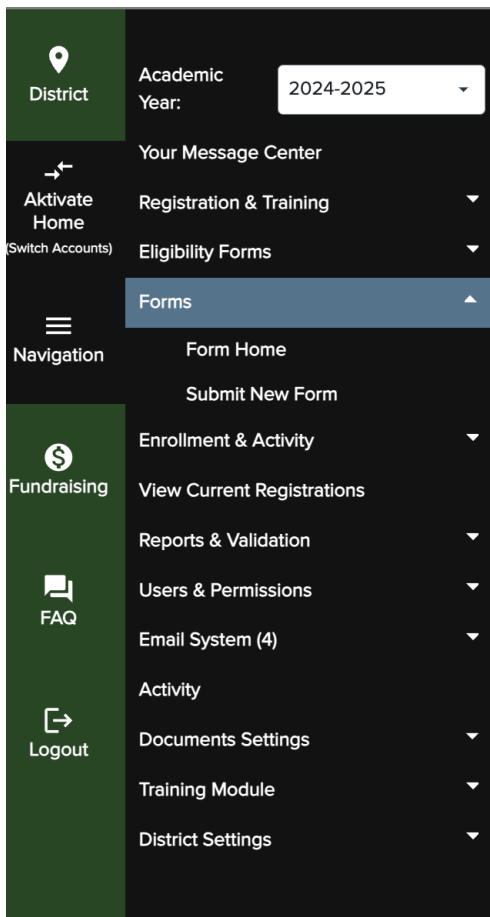 District
Aktivate
Home
(Switch Accounts)
Navigation
Fundraising
FAQ
Logout
Academic
Year:
2024-2025
Your Message Center
Registration & Training
Eligibility Forms
Forms
Form Home
Submit New Form
Enrollment & Activity
View Current Registrations
Reports & Validation
Users & Permissions
Email System (4)
Activity
Documents Settings
Training Module
District Settings